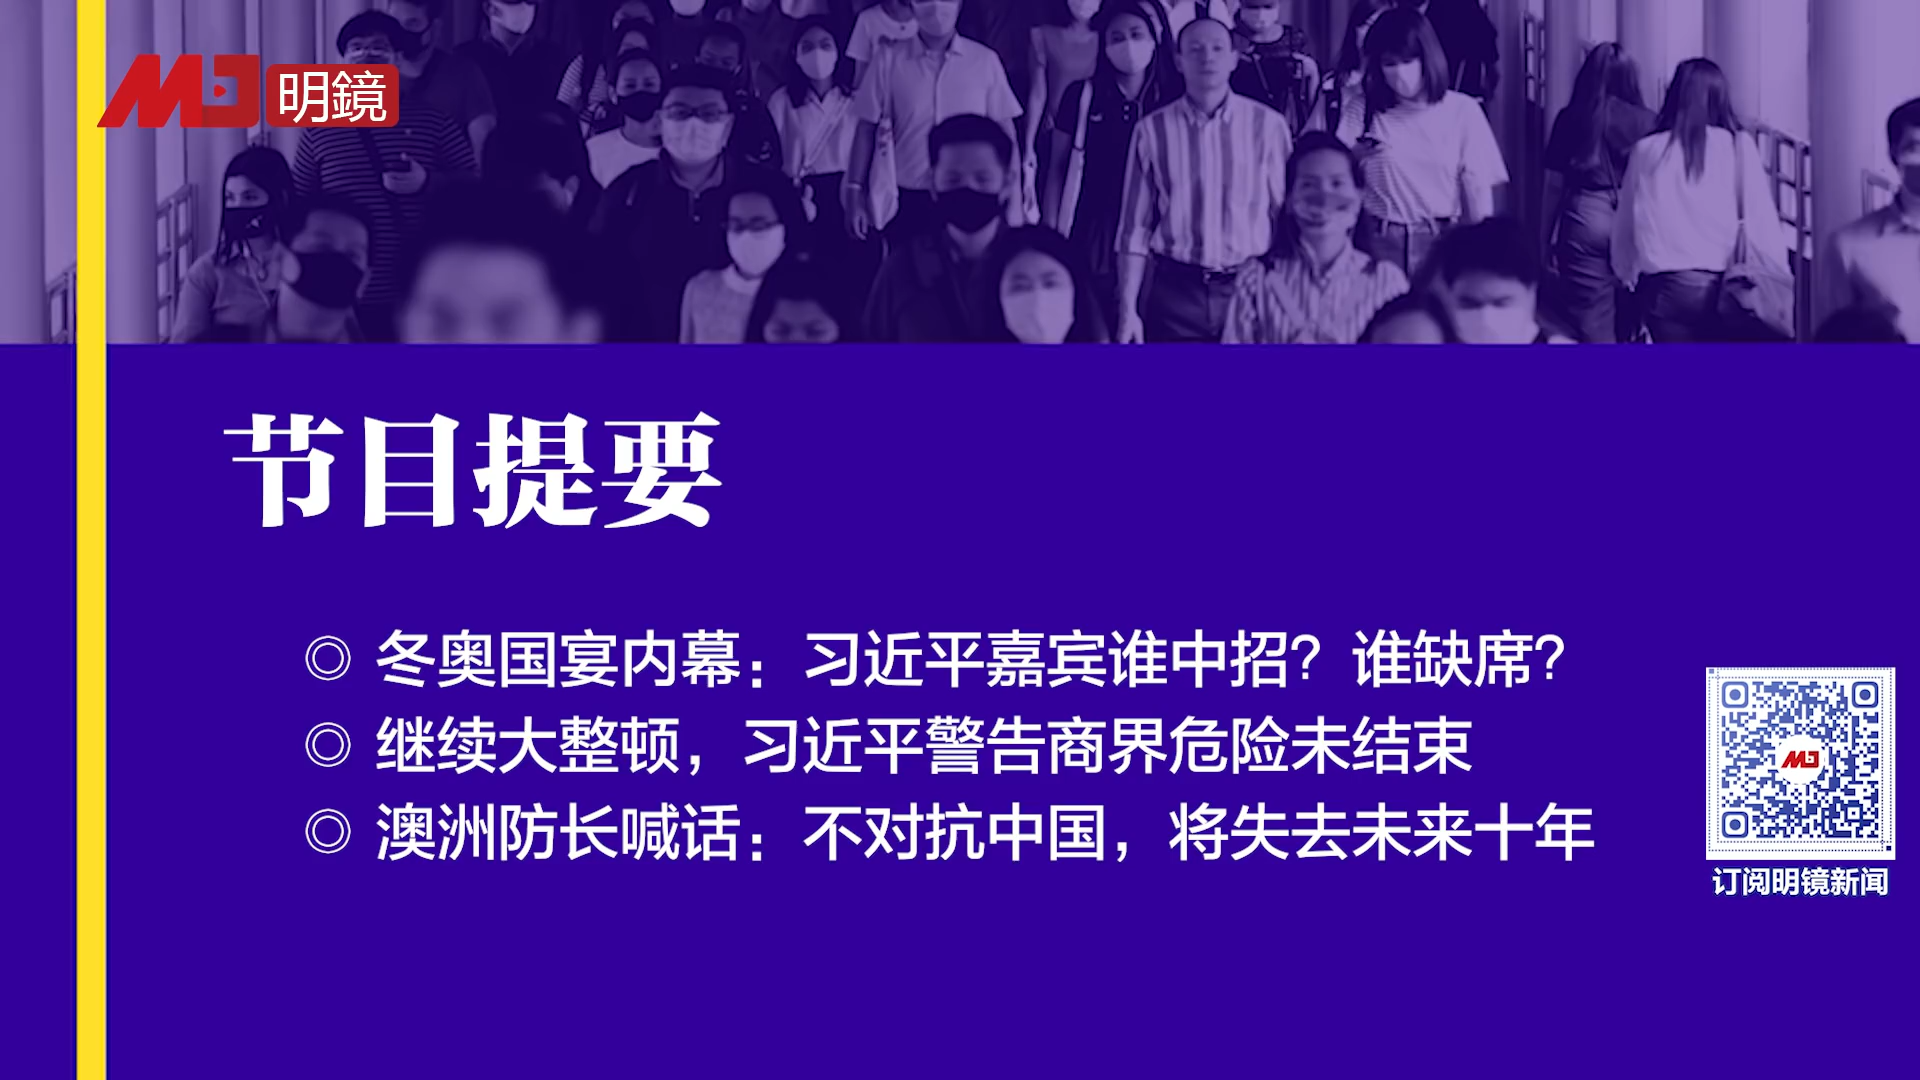 明鏡
节目提要
◎ 冬奥国宴内幕：习近平嘉宾谁中招？谁缺席？
◎ 继续大整顿，习近平警告商界危险未结束
◎ 澳洲防长喊话：不对抗中国，将失去未来十年
订阅明镜新闻